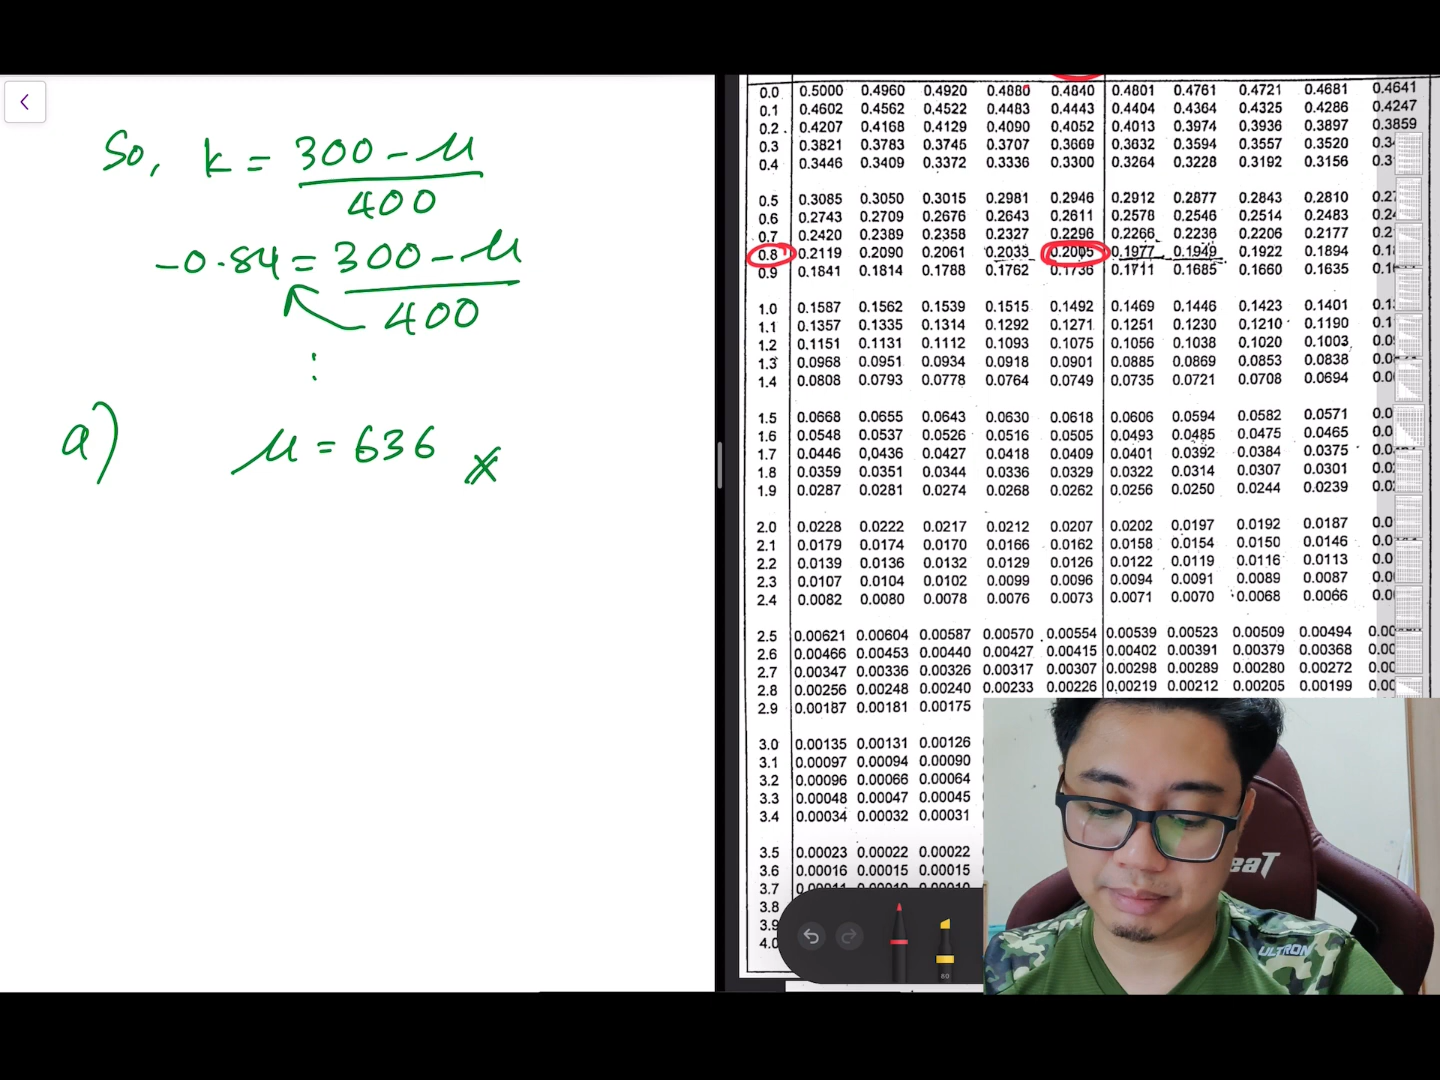 So, k = 300 - μ
400
-0.84 = 300 - μ
400
:
a) μ = 636
0.0 0.5000 0.4960 0.4920 0.4880 0.4840 0.4801 0.4761 0.4721 0.4681 0.4641
0.1 0.4602 0.4562 0.4522 0.4483 0.4443 0.4404 0.4364 0.4325 0.4286 0.4247
0.2 0.4207 0.4168 0.4129 0.4090 0.4052 0.4013 0.3974 0.3936 0.3897 0.3859
0.3 0.3821 0.3783 0.3745 0.3707 0.3669 0.3632 0.3594 0.3557 0.3520
0.4 0.3446 0.3409 0.3372 0.3336 0.3300 0.3264 0.3228 0.3192 0.3156
0.5 0.3085 0.3050 0.3015 0.2981 0.2946 0.2912 0.2877 0.2843 0.2810
0.6 0.2743 0.2709 0.2676 0.2643 0.2611 0.2578 0.2546 0.2514 0.2483
0.7 0.2420 0.2389 0.2358 0.2327 0.2296 0.2266 0.2236 0.2206 0.2177
0.8 0.2119 0.2090 0.2061 0.2033 0.2005 0.1977 0.1949 0.1922 0.1894
0.9 0.1841 0.1814 0.1788 0.1762 0.1736 0.1711 0.1685 0.1660 0.1635
1.0 0.1587 0.1562 0.1539 0.1515 0.1492 0.1469 0.1446 0.1423 0.1401
1.1 0.1357 0.1335 0.1314 0.1292 0.1271 0.1251 0.1230 0.1210 0.1190
1.2 0.1151 0.1131 0.1112 0.1093 0.1075 0.1056 0.1038 0.1020 0.1003
1.3 0.0968 0.0951 0.0934 0.0918 0.0901 0.0885 0.0869 0.0853 0.0838
1.4 0.0808 0.0793 0.0778 0.0764 0.0749 0.0735 0.0721 0.0708 0.0694
1.5 0.0668 0.0655 0.0643 0.0630 0.0618 0.0606 0.0594 0.0582 0.0571
1.6 0.0548 0.0537 0.0526 0.0516 0.0505 0.0493 0.0485 0.0475 0.0465
1.7 0.0446 0,0436 0.0427 0.0418 0.0409 0.0401 0.0392 0.0384 0.0375
1.8 0.0359 0.0351 0.0344 0.0336 0.0329 0.0322 0.0314 0.0307 0.0301
1.9 0.0287 0.0281 0.0274 0.0268 0.0262 0.0256 0.0250 0.0244 0.0239
2.0 0.0228 0.0222 0.0217 0.0212 0.0207 0.0202 0.0197 0.0192 0.0187
2.1 0.0179 0.0174 0.0170 0.0166 0.0162 0.0158 0.0154 0.0150 0.0146
2.2 0.0139 0.0136 0.0132 0.0129 0.0126 0.0122 0.0119 0.0116 0.0113
2.3 0.0107 0.0104 0.0102 0.0099 0.0096 0.0094 0.0091 0.0089 0.0087
2.4 0.0082 0.0080 0.0078 0.0076 0.0073 0.0071 0.0070 0.0068 0.0066
2.5 0.00621 0.00604 0.00587 0.00570 0.00554 0.00539 0.00523 0.00509 0.00494
2.6 0.00466 0.00453 0.00440 0.00427 0.00415 0.00402 0.00391 0.00379 0.00368
2.7 0.00347 0.00336 0.00326 0.00317 0.00307 0.00298 0.00289 0.00280 0.00272
2.8 0.00256 0.00248 0.00240 0.00233 0.00226 0.00219 0.00212 0.00205 0.00199
2.9 0.00187 0.00181 0.00175
3.0 0.00135 0.00131 0.00126
3.1 0.00097 0.00094 0.00090
3.2 0.00096 0.00066 0.00064
3.3 0.00048 0.00047 0.00045
3.4 0.00034 0.00032 0.00031
3.5 0.00023 0.00022 0.00022
3.6 0.00016 0.00015 0.00015
3.7
3.8
3.9
4.0
80
eaT
ULTRON